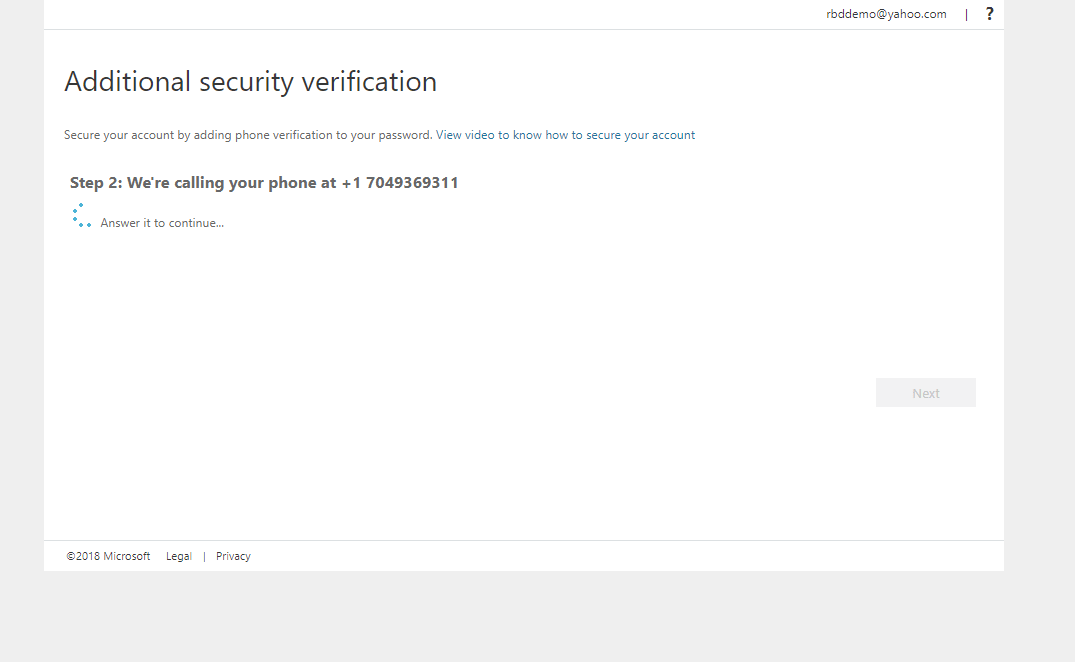 rbddemo@yahoo.com | ?
Additional security verification
Secure your account by adding phone verification to your password. View video to know how to secure your account
Step 2: We're calling your phone at +1 7049369311
Answer it to continue...
Next
©2018 Microsoft Legal | Privacy